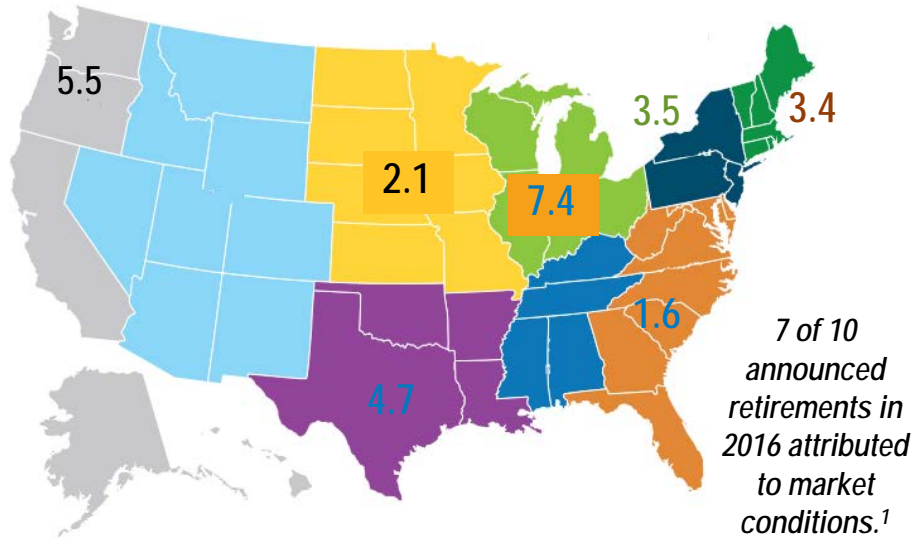 5.5
3.5
3.4
2.1
7.4
1.6
4.7
7 of 10
announced
retirements in
2016 attributed
to market
conditions.1